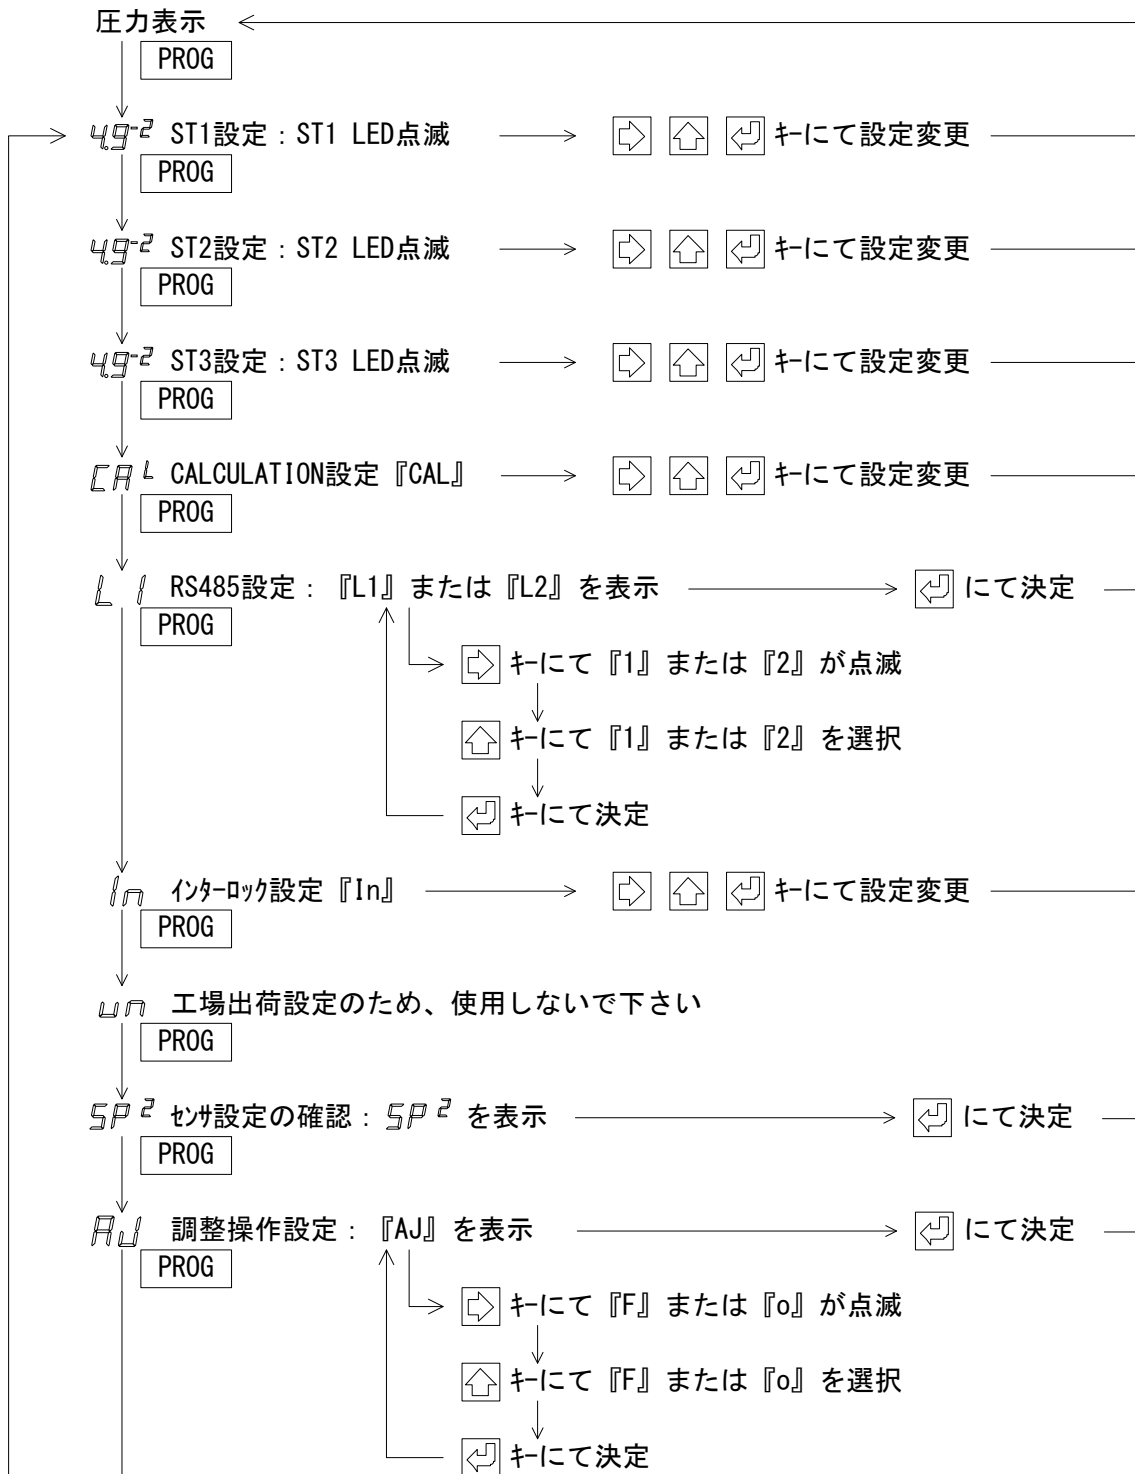 圧力表示
PROG
4.9-2 ST1設定：ST1 LED点滅 ｷｰにて設定変更
PROG
4.9-2 ST2設定：ST2 LED点滅 ｷｰにて設定変更
PROG
4.9-2 ST3設定：ST3 LED点滅 ｷｰにて設定変更
PROG
CAL CALCULATION設定『CAL』 ｷｰにて設定変更
PROG
L1 RS485設定：『L1』または『L2』を表示 にて決定
PROG
ｷｰにて『1』または『2』が点滅
ｷｰにて『1』または『2』を選択
ｷｰにて決定
In ｲﾝﾀｰﾛｯｸ設定『In』 ｷｰにて設定変更
PROG
un 工場出荷設定のため、使用しないで下さい
PROG
SP2 ｾﾝｻ設定の確認：SP2 を表示 にて決定
PROG
AJ 調整操作設定：『AJ』を表示 にて決定
PROG
ｷｰにて『F』または『o』が点滅
ｷｰにて『F』または『o』を選択
ｷｰにて決定